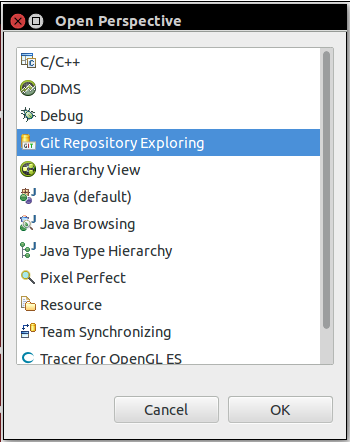 Open Perspective
C/C++
DDMS
Debug
Git Repository Exploring
Hierarchy View
Java (default)
Java Browsing
Java Type Hierarchy
Pixel Perfect
Resource
Team Synchronizing
Tracer for OpenGL ES
Cancel OK